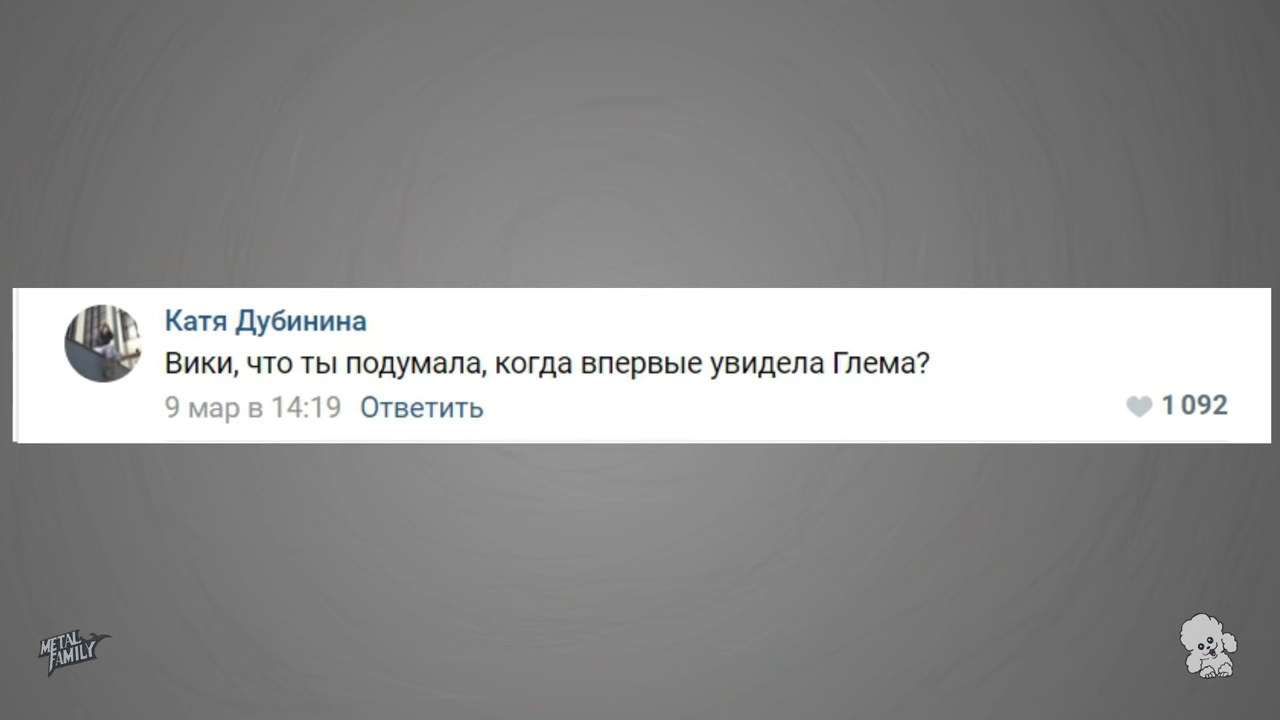 Катя Дубинина
Вики, что ты подумала, когда впервые увидела Глема?
9 мар в 14:19 Ответить
1 092
METAL
FAMILY